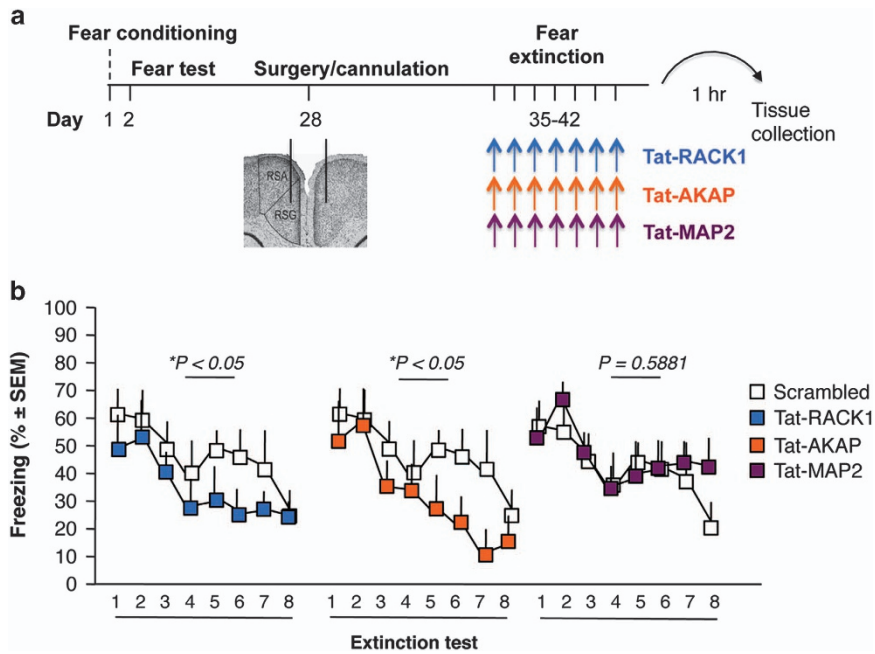 a
Fear conditioning
Fear test
Surgery/cannulation
Fear
extinction
1 hr
Tissue
collection
Day
1 2
28
35-42
RSA
RSG
Tat-RACK1
Tat-AKAP
Tat-MAP2
b
Freezing (% ± SEM)
100
90
80
70
60
50
40
30
20
10
0
*P < 0.05
*P < 0.05
P = 0.5881
Scrambled
Tat-RACK1
Tat-AKAP
Tat-MAP2
1 2 3 4 5 6 7 8
1 2 3 4 5 6 7 8
1 2 3 4 5 6 7 8
Extinction test